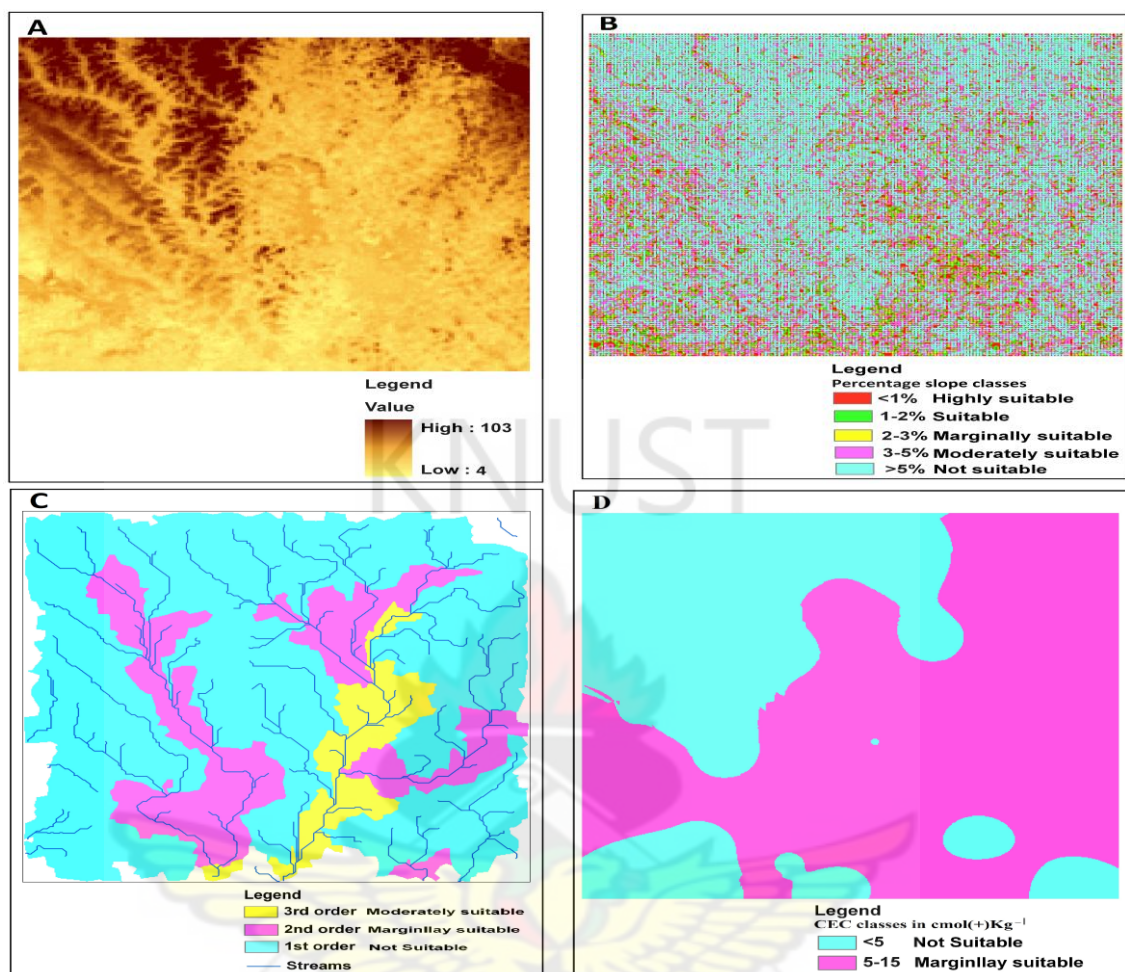 A
Legend
Value
High : 103
Low : 4
B
Legend
Percentage slope classes
<1% Highly suitable
1-2% Suitable
2-3% Marginally suitable
3-5% Moderately suitable
>5% Not suitable
KNUST
C
Legend
3rd order Moderately suitable
2nd order Marginllay suitable
1st order Not Suitable
Streams
D
Legend
CEC classes in cmol(+)Kg⁻¹
<5 Not Suitable
5-15 Marginllay suitable